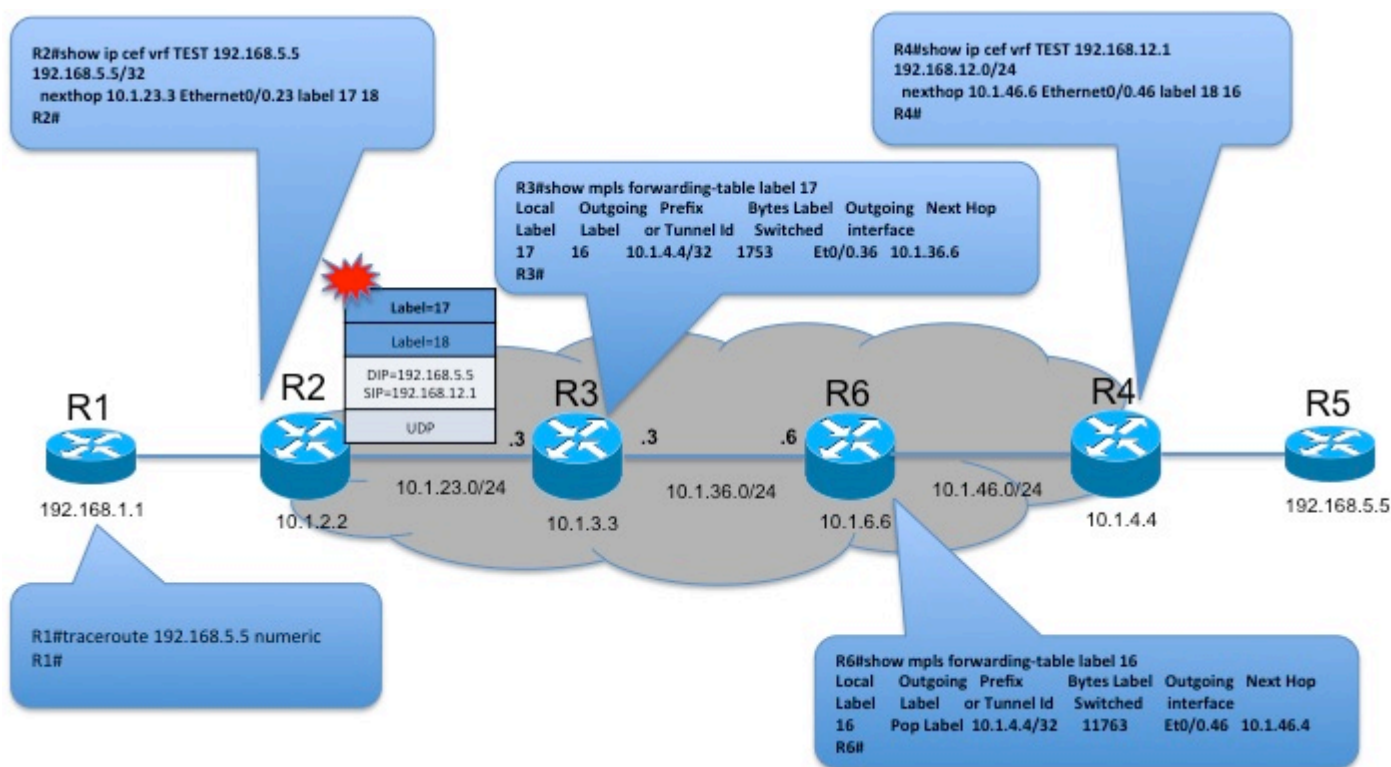 R2#show ip cef vrf TEST 192.168.5.5
192.168.5.5/32
nexthop 10.1.23.3 Ethernet0/0.23 label 17 18
R2#
R4#show ip cef vrf TEST 192.168.12.1
192.168.12.0/24
nexthop 10.1.46.6 Ethernet0/0.46 label 18 16
R4#
R3#show mpls forwarding-table label 17
Local Outgoing Prefix Bytes Label Outgoing Next Hop
Label Label or Tunnel Id Switched interface
17 16 10.1.4.4/32 1753 Et0/0.36 10.1.36.6
R3#
Label=17
Label=18
DIP=192.168.5.5
SIP=192.168.12.1
UDP
R1
R2
R3
R6
R4
R5
.3
.3
.6
192.168.1.1
10.1.2.2
10.1.23.0/24
10.1.3.3
10.1.36.0/24
10.1.6.6
10.1.46.0/24
10.1.4.4
192.168.5.5
R1#traceroute 192.168.5.5 numeric
R1#
R6#show mpls forwarding-table label 16
Local Outgoing Prefix Bytes Label Outgoing Next Hop
Label Label or Tunnel Id Switched interface
16 Pop Label 10.1.4.4/32 11763 Et0/0.46 10.1.46.4
R6#